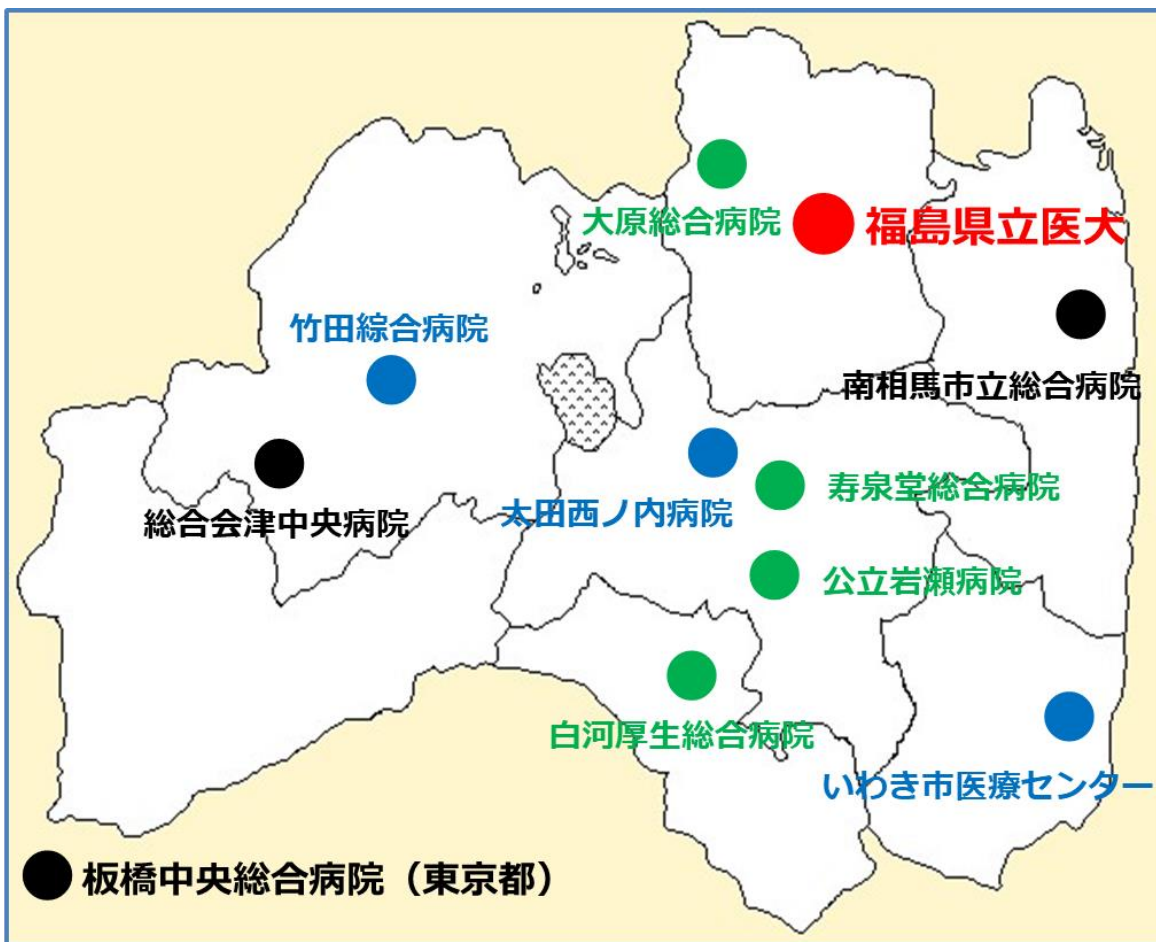 大原総合病院
福島県立医大
竹田綜合病院
南相馬市立総合病院
総合会津中央病院
太田西ノ内病院
寿泉堂総合病院
公立岩瀬病院
白河厚生総合病院
いわき市医療センター
板橋中央総合病院（東京都）